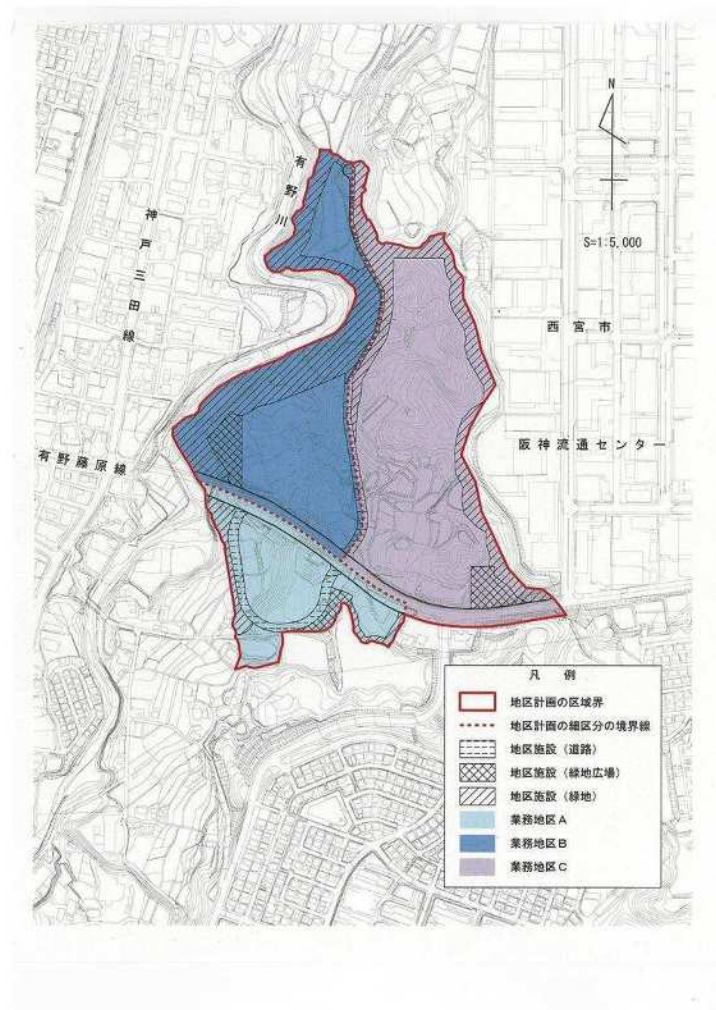 N
有野川
神戸三田線
S=1:5,000
西宮市
阪神流通センター
有野藤原線
凡 例
地区計画の区域界
地区計画の細区分の境界線
地区施設（道路）
地区施設（緑地広場）
地区施設（緑地）
業務地区A
業務地区B
業務地区C